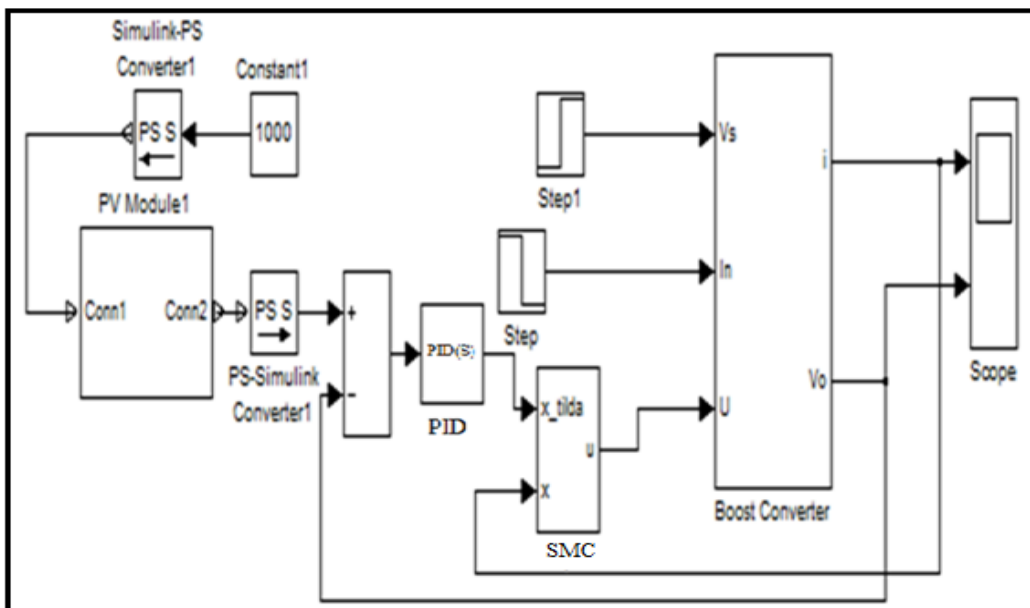 Simulink-PS
Converter1
Constant1
PS S
1000
PV Module1
Conn1
Conn2
PS S
PS-Simulink
Converter1
+
−
PID(S)
PID
Step1
Step
x_tilda
x
u
SMC
Vs
In
U
i
Vo
Boost Converter
Scope